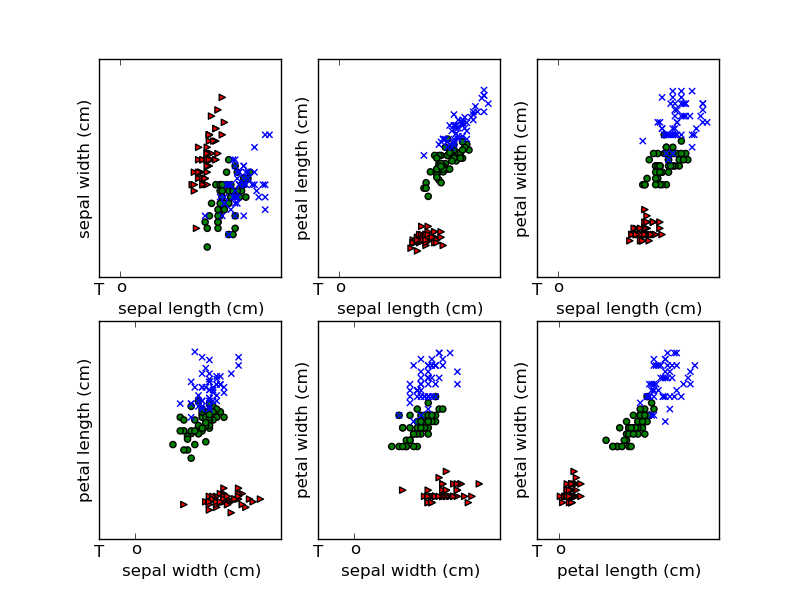 sepal width (cm)
petal length (cm)
petal width (cm)
T o
T o
T o
sepal length (cm)
sepal length (cm)
sepal length (cm)
petal length (cm)
petal width (cm)
petal width (cm)
T o
T o
T o
sepal width (cm)
sepal width (cm)
petal length (cm)